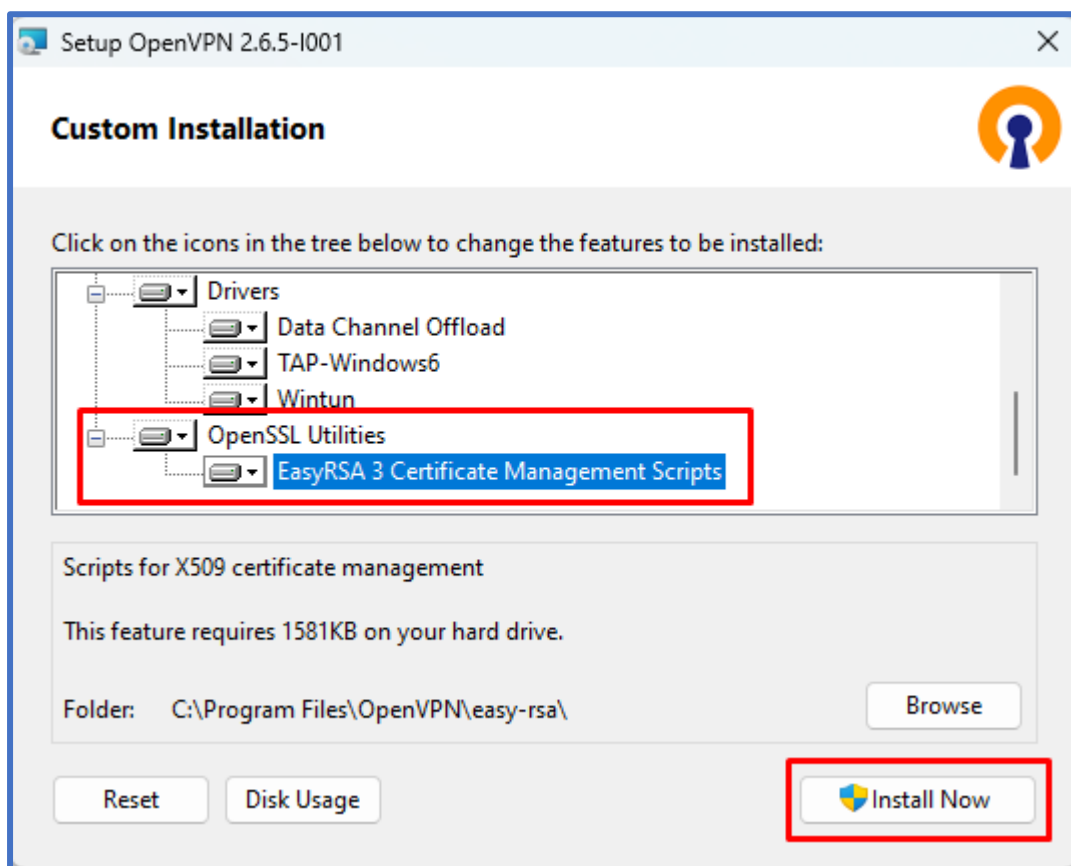 Setup OpenVPN 2.6.5-I001
Custom Installation
Click on the icons in the tree below to change the features to be installed:
Drivers
Data Channel Offload
TAP-Windows6
Wintun
OpenSSL Utilities
EasyRSA 3 Certificate Management Scripts
Scripts for X509 certificate management
This feature requires 1581KB on your hard drive.
Folder: C:\Program Files\OpenVPN\easy-rsa\ Browse
Reset Disk Usage Install Now